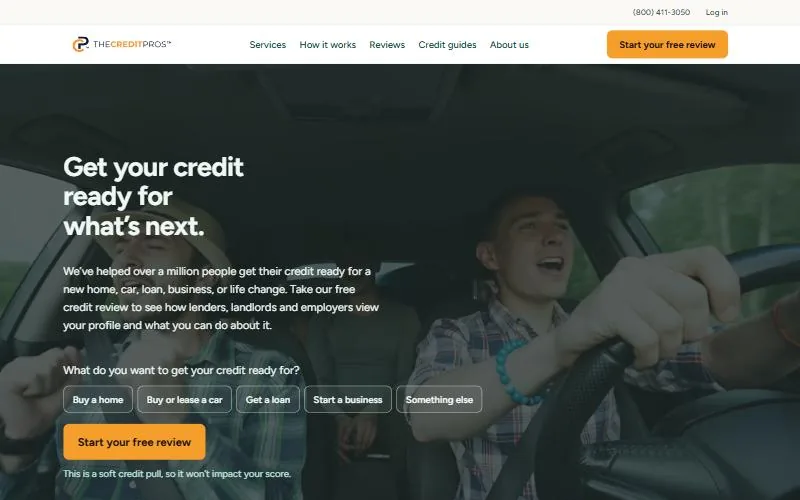 (800) 411-3050 Log in
THECREDITPROS™ Services How it works Reviews Credit guides About us Start your free review
Get your credit
ready for
what's next.
We've helped over a million people get their credit ready for a
new home, car, loan, business, or life change. Take our free
credit review to see how lenders, landlords and employers view
your profile and what you can do about it.
What do you want to get your credit ready for?
Buy a home Buy or lease a car Get a loan Start a business Something else
Start your free review
This is a soft credit pull, so it won't impact your score.